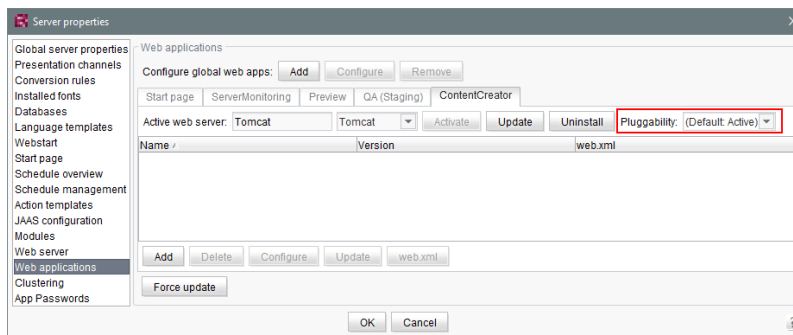 Server properties
Global server properties
Presentation channels
Conversion rules
Installed fonts
Databases
Language templates
Webstart
Start page
Schedule overview
Schedule management
Action templates
JAAS configuration
Modules
Web server
Web applications
Clustering
App Passwords
Web applications
Configure global web apps: Add Configure Remove
Start page ServerMonitoring Preview QA (Staging) ContentCreator
Active web server: Tomcat Tomcat Activate Update Uninstall Pluggability: (Default: Active)
Name Version web.xml
Add Delete Configure Update web.xml
Force update
OK Cancel